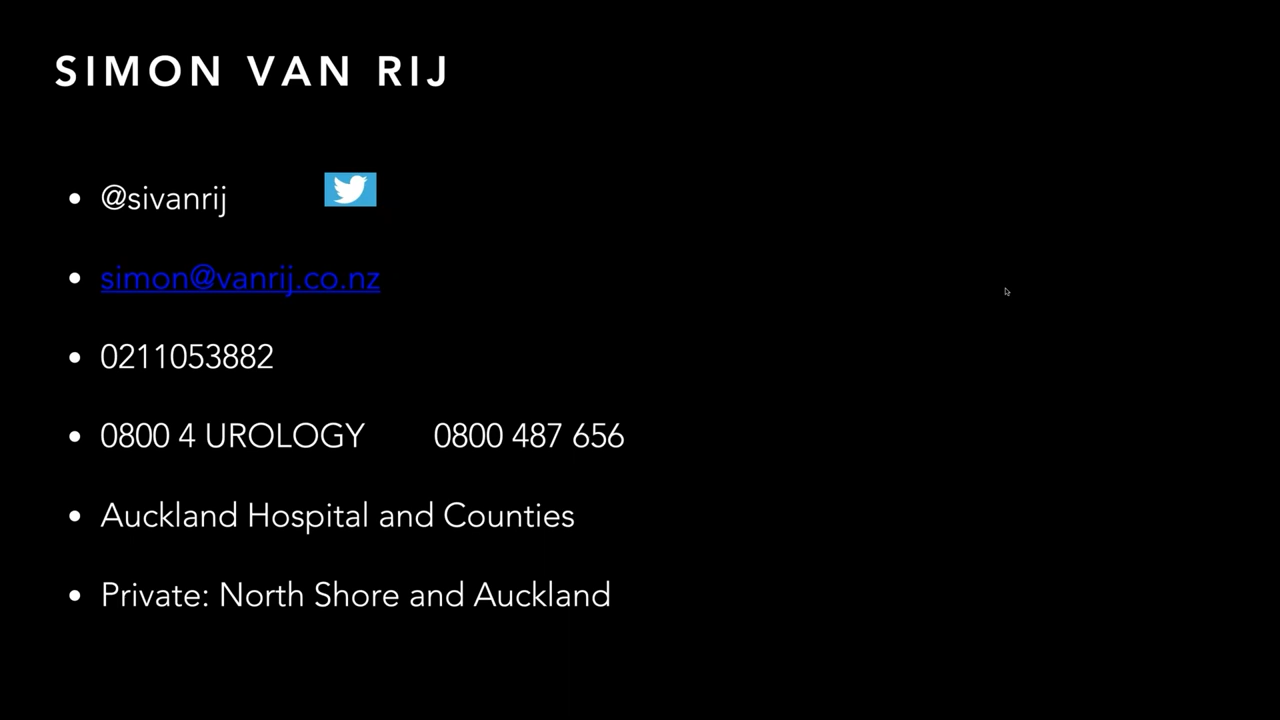 SIMON VAN RIJ
• @sivanrij
• simon@vanrij.co.nz
• 0211053882
• 0800 4 UROLOGY 0800 487 656
• Auckland Hospital and Counties
• Private: North Shore and Auckland